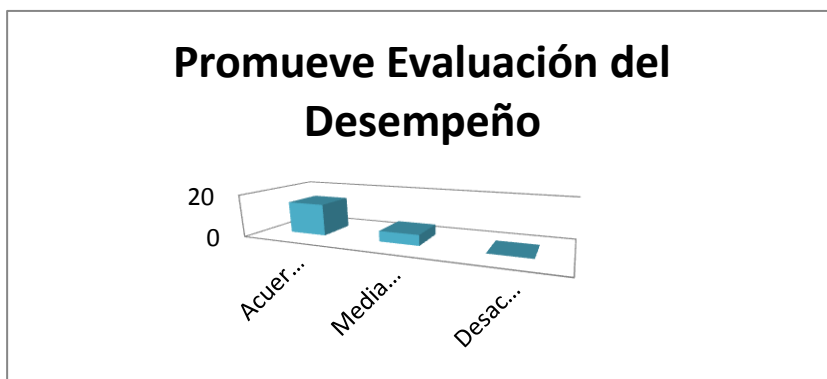 Promueve Evaluación del
Desempeño
20
0
Acuer...
Media...
Desac...